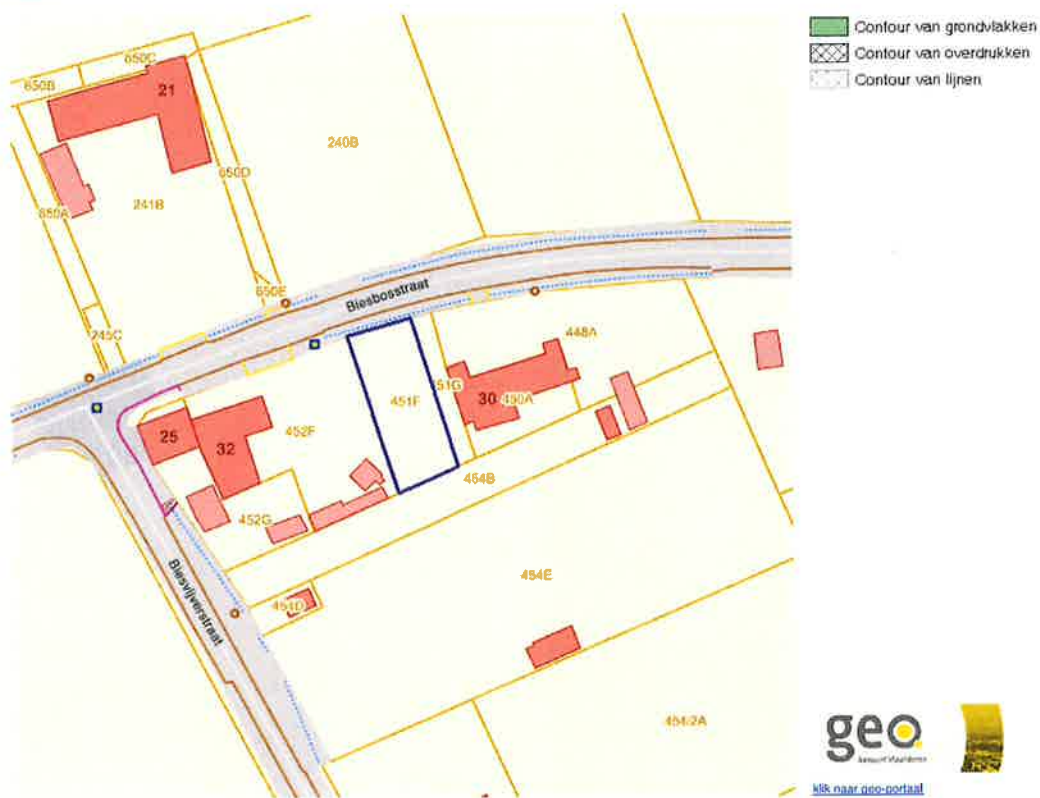 Contour van grondvlakken
Contour van overdrukken
Contour van lijnen
650C
650B
21
240B
650D
650A
241B
650E
Biesbosstraat
245C
448A
451G
451F
30
450A
25
32
452F
454B
452G
454E
Biesvijverstraat
454D
454/2A
geo
klik naar geo-portaal